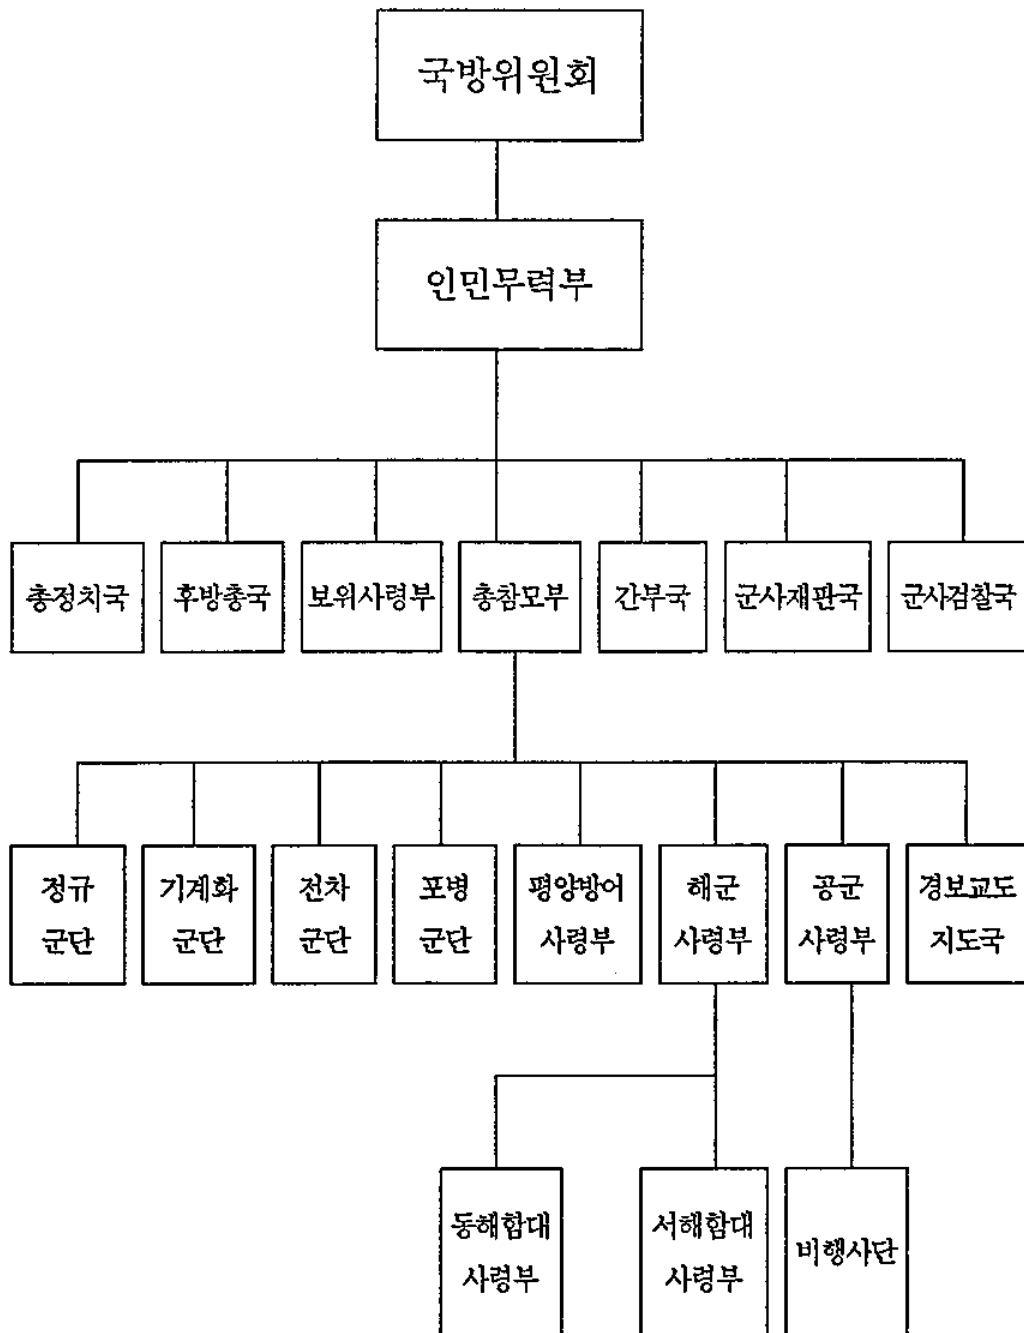 국방위원회
인민무력부
총정치국
후방총국
보위사령부
총참모부
간부국
군사재판국
군사검찰국
정규
군단
기계화
군단
전차
군단
포병
군단
평양방어
사령부
해군
사령부
공군
사령부
경보교도
지도국
동해함대
사령부
서해함대
사령부
비행사단